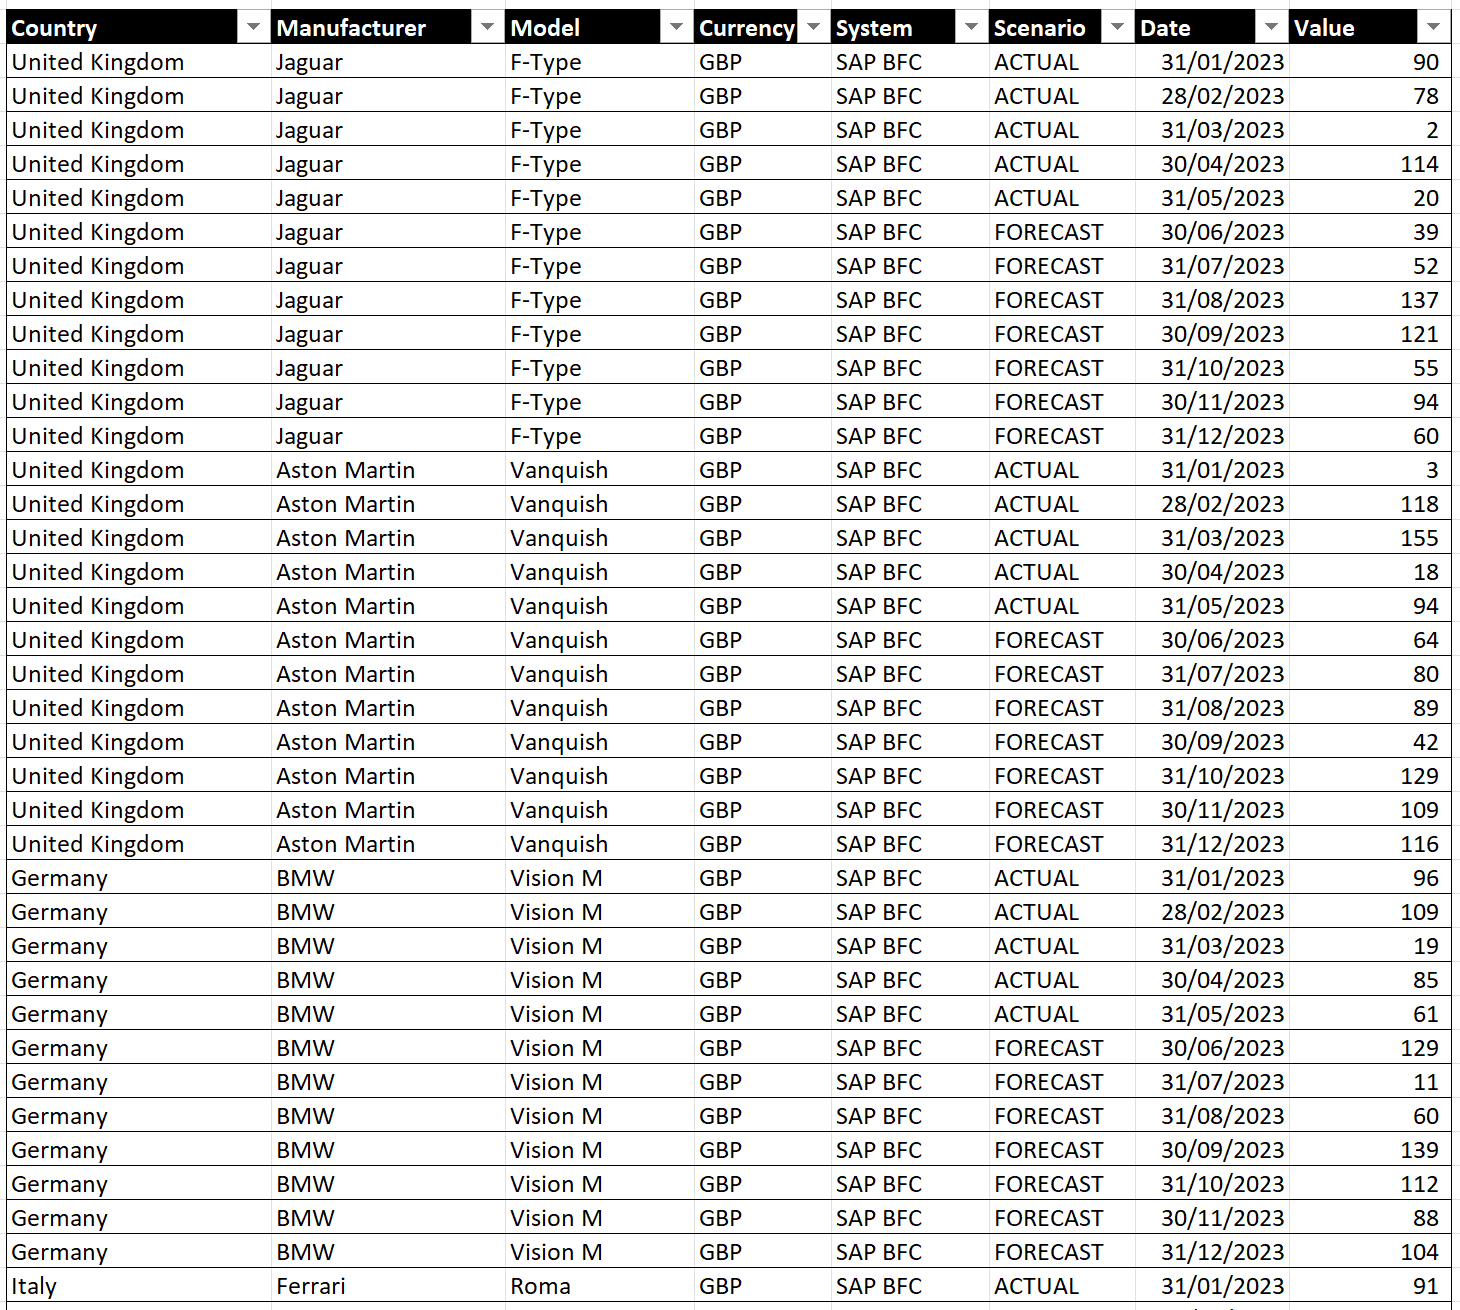 Country Manufacturer Model Currency System Scenario Date Value
United Kingdom Jaguar F-Type GBP SAP BFC ACTUAL 31/01/2023 90
United Kingdom Jaguar F-Type GBP SAP BFC ACTUAL 28/02/2023 78
United Kingdom Jaguar F-Type GBP SAP BFC ACTUAL 31/03/2023 2
United Kingdom Jaguar F-Type GBP SAP BFC ACTUAL 30/04/2023 114
United Kingdom Jaguar F-Type GBP SAP BFC ACTUAL 31/05/2023 20
United Kingdom Jaguar F-Type GBP SAP BFC FORECAST 30/06/2023 39
United Kingdom Jaguar F-Type GBP SAP BFC FORECAST 31/07/2023 52
United Kingdom Jaguar F-Type GBP SAP BFC FORECAST 31/08/2023 137
United Kingdom Jaguar F-Type GBP SAP BFC FORECAST 30/09/2023 121
United Kingdom Jaguar F-Type GBP SAP BFC FORECAST 31/10/2023 55
United Kingdom Jaguar F-Type GBP SAP BFC FORECAST 30/11/2023 94
United Kingdom Jaguar F-Type GBP SAP BFC FORECAST 31/12/2023 60
United Kingdom Aston Martin Vanquish GBP SAP BFC ACTUAL 31/01/2023 3
United Kingdom Aston Martin Vanquish GBP SAP BFC ACTUAL 28/02/2023 118
United Kingdom Aston Martin Vanquish GBP SAP BFC ACTUAL 31/03/2023 155
United Kingdom Aston Martin Vanquish GBP SAP BFC ACTUAL 30/04/2023 18
United Kingdom Aston Martin Vanquish GBP SAP BFC ACTUAL 31/05/2023 94
United Kingdom Aston Martin Vanquish GBP SAP BFC FORECAST 30/06/2023 64
United Kingdom Aston Martin Vanquish GBP SAP BFC FORECAST 31/07/2023 80
United Kingdom Aston Martin Vanquish GBP SAP BFC FORECAST 31/08/2023 89
United Kingdom Aston Martin Vanquish GBP SAP BFC FORECAST 30/09/2023 42
United Kingdom Aston Martin Vanquish GBP SAP BFC FORECAST 31/10/2023 129
United Kingdom Aston Martin Vanquish GBP SAP BFC FORECAST 30/11/2023 109
United Kingdom Aston Martin Vanquish GBP SAP BFC FORECAST 31/12/2023 116
Germany BMW Vision M GBP SAP BFC ACTUAL 31/01/2023 96
Germany BMW Vision M GBP SAP BFC ACTUAL 28/02/2023 109
Germany BMW Vision M GBP SAP BFC ACTUAL 31/03/2023 19
Germany BMW Vision M GBP SAP BFC ACTUAL 30/04/2023 85
Germany BMW Vision M GBP SAP BFC ACTUAL 31/05/2023 61
Germany BMW Vision M GBP SAP BFC FORECAST 30/06/2023 129
Germany BMW Vision M GBP SAP BFC FORECAST 31/07/2023 11
Germany BMW Vision M GBP SAP BFC FORECAST 31/08/2023 60
Germany BMW Vision M GBP SAP BFC FORECAST 30/09/2023 139
Germany BMW Vision M GBP SAP BFC FORECAST 31/10/2023 112
Germany BMW Vision M GBP SAP BFC FORECAST 30/11/2023 88
Germany BMW Vision M GBP SAP BFC FORECAST 31/12/2023 104
Italy Ferrari Roma GBP SAP BFC ACTUAL 31/01/2023 91